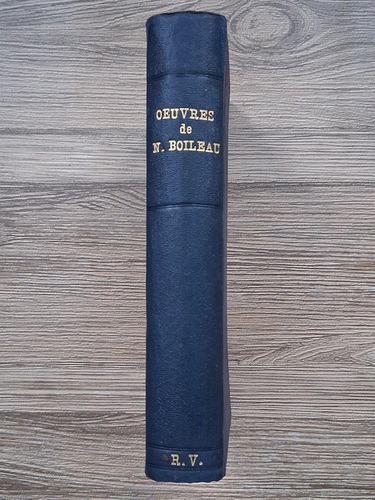 OEUVRES
de
N. BOILEAU
R. V.